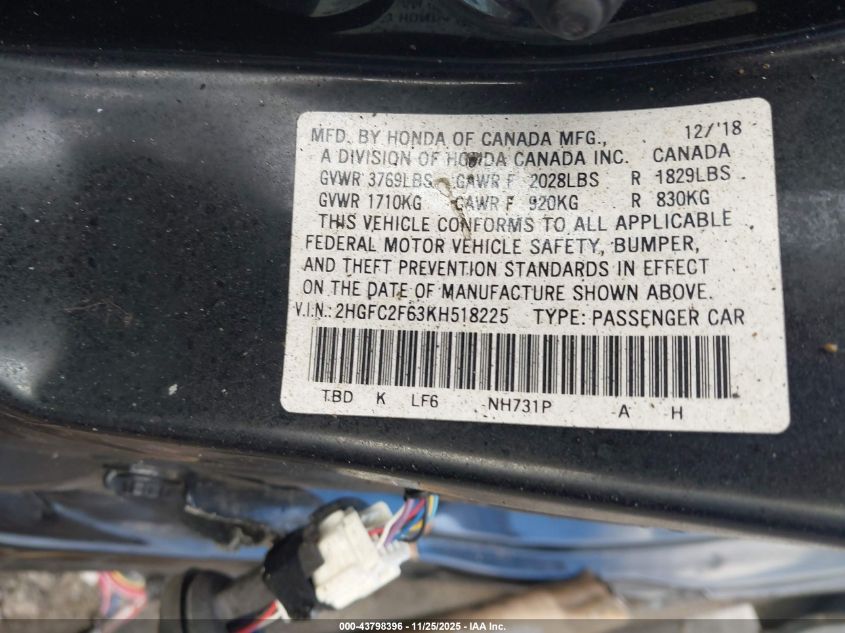 MFD. BY HONDA OF CANADA MFG., 12/'18
A DIVISION OF HONDA CANADA INC. CANADA
GVWR 3769LBS GAWR F 2028LBS R 1829LBS
GVWR 1710KG GAWR F 920KG R 830KG
THIS VEHICLE CONFORMS TO ALL APPLICABLE
FEDERAL MOTOR VEHICLE SAFETY, BUMPER,
AND THEFT PREVENTION STANDARDS IN EFFECT
ON THE DATE OF MANUFACTURE SHOWN ABOVE.
V.I.N.: 2HGFC2F63KH518225 TYPE: PASSENGER CAR
TBD K LF6 NH731P A H
000-43798396 - 11/25/2025 - IAA Inc.